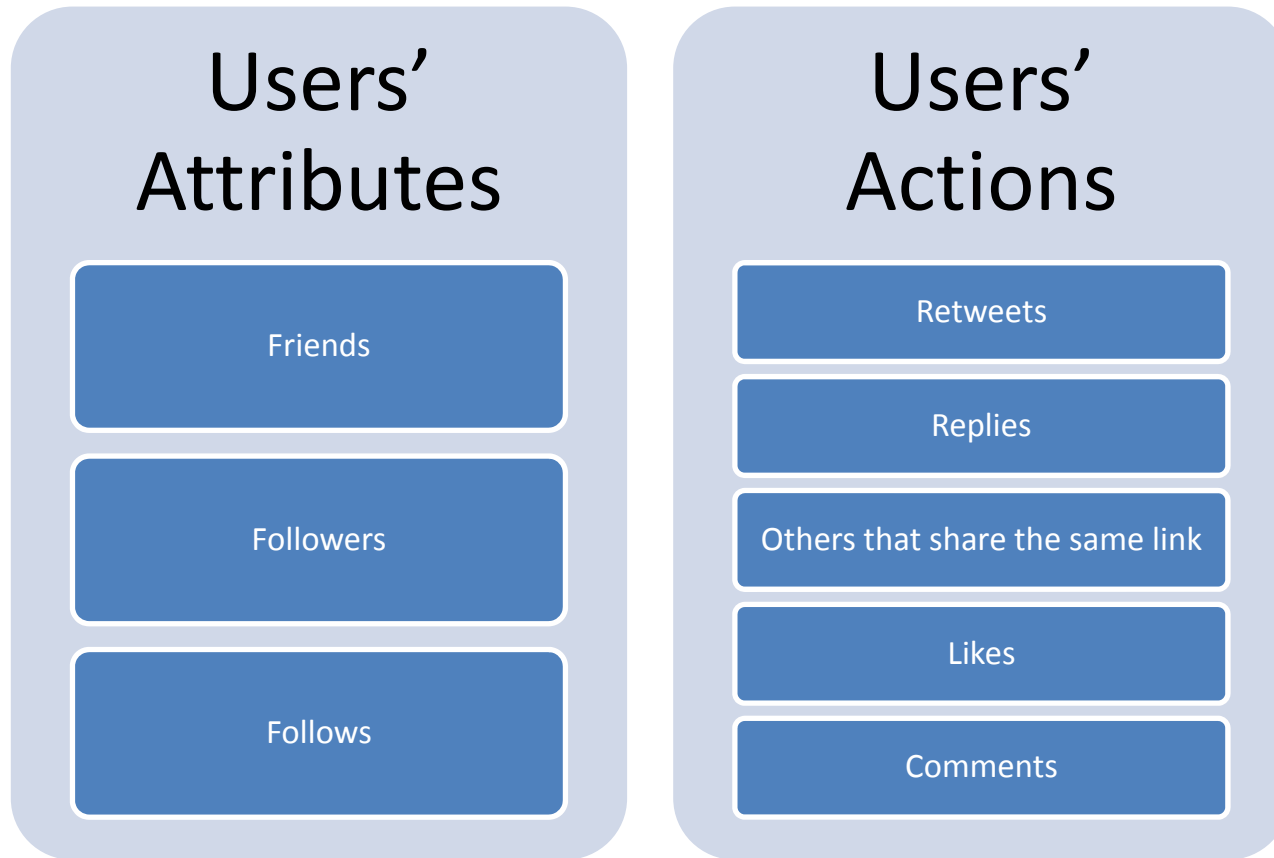 Users’
Attributes
Friends
Followers
Follows
Users’
Actions
Retweets
Replies
Others that share the same link
Likes
Comments